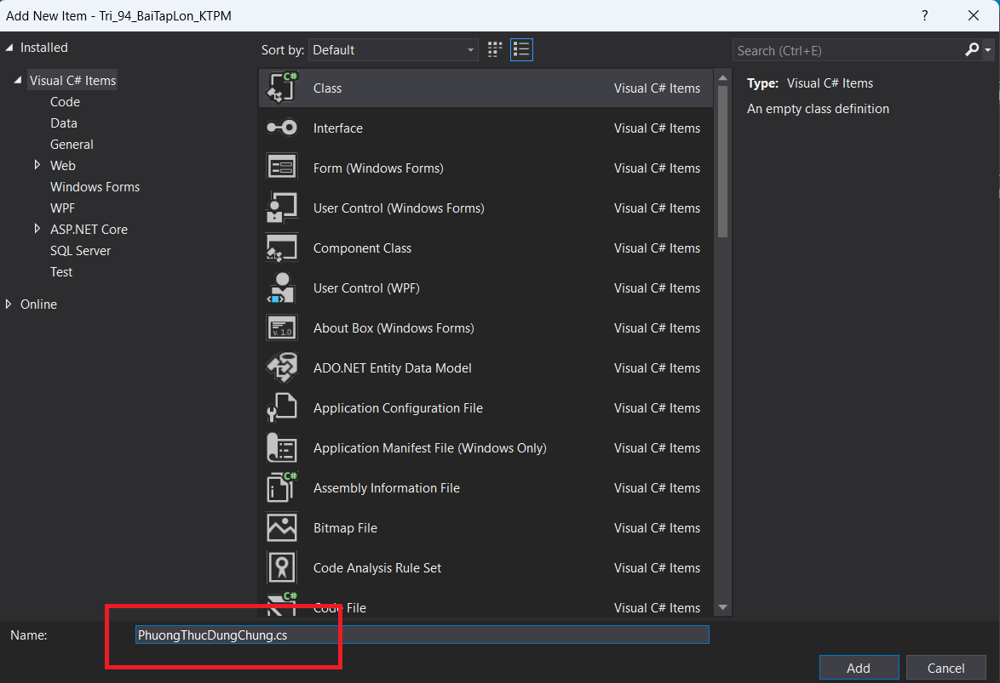 Add New Item - Tri_94_BaiTapLon_KTPM
?
Installed
Visual C# Items
Code
Data
General
Web
Windows Forms
WPF
ASP.NET Core
SQL Server
Test
Online
Sort by: Default
C# Class Visual C# Items
Interface Visual C# Items
Form (Windows Forms) Visual C# Items
User Control (Windows Forms) Visual C# Items
Component Class Visual C# Items
User Control (WPF) Visual C# Items
v. 1.0 About Box (Windows Forms) Visual C# Items
ADO.NET Entity Data Model Visual C# Items
Application Configuration File Visual C# Items
Application Manifest File (Windows Only) Visual C# Items
C# Assembly Information File Visual C# Items
Bitmap File Visual C# Items
Code Analysis Rule Set Visual C# Items
C# Code File Visual C# Items
Search (Ctrl+E)
Type: Visual C# Items
An empty class definition
Name: PhuongThucDungChung.cs
Add Cancel